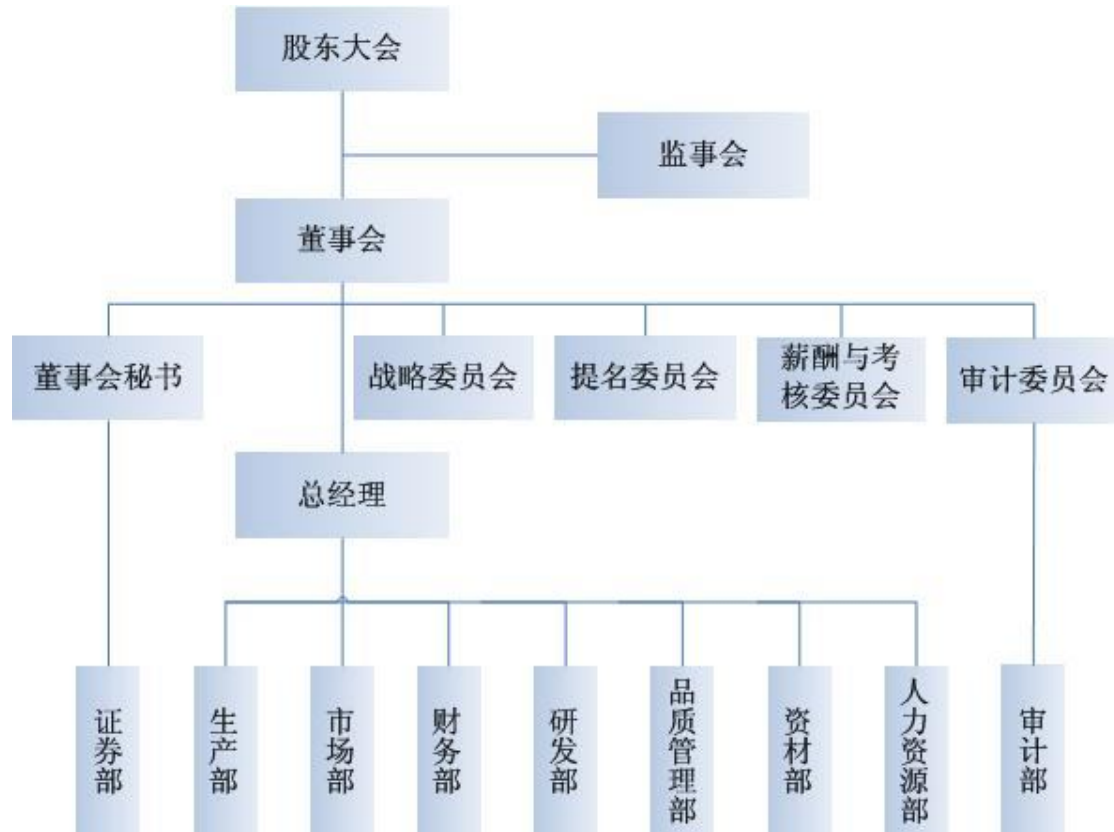 股东大会
监事会
董事会
董事会秘书
战略委员会
提名委员会
薪酬与考
核委员会
审计委员会
总经理
证券部
生产部
市场部
财务部
研发部
品质管理部
资材部
人力资源部
审计部